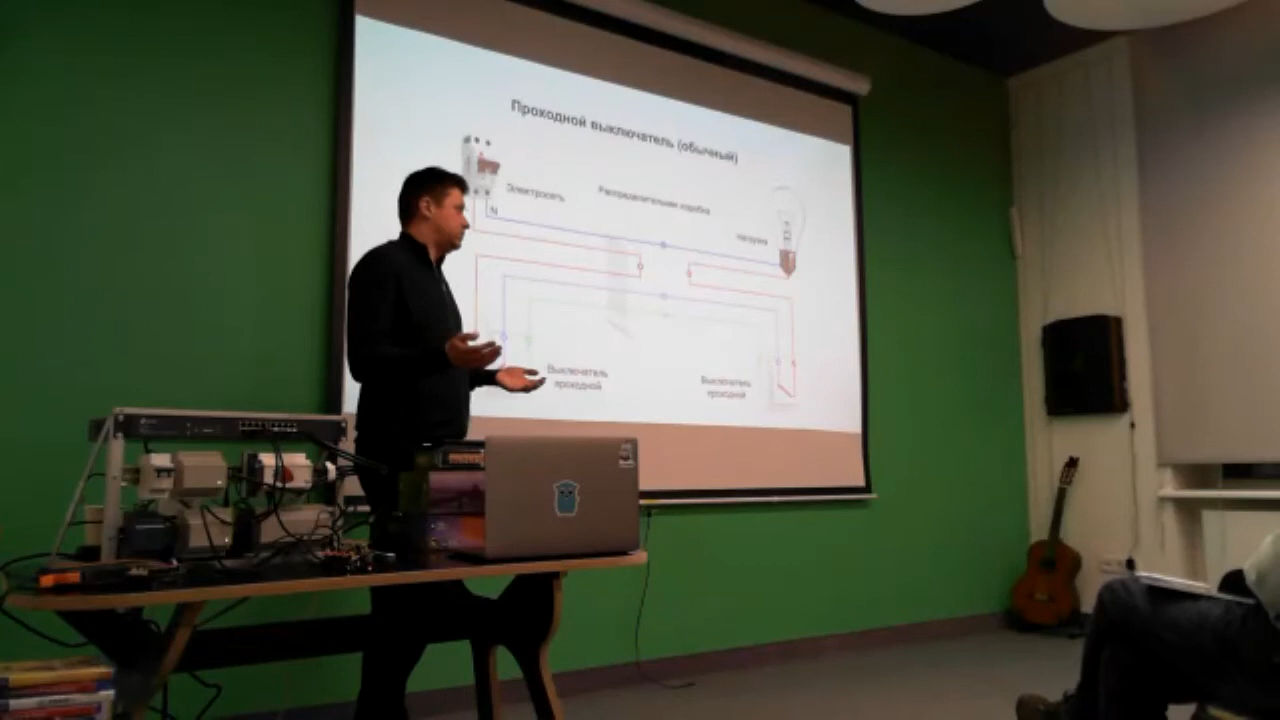 Проходной выключатель (обычный)
Электросеть
Распределительная коробка
N
Нагрузка
Выключатель
проходной
Выключатель
проходной